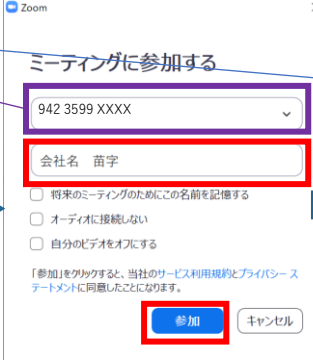 Zoom
ミーティングに参加する
942 3599 XXXX
会社名 苗字
将来のミーティングのためにこの名前を記憶する
オーディオに接続しない
自分のビデオをオフにする
「参加」をクリックすると、当社のサービス利用規約とプライバシー ス
テートメントに同意したことになります。
参加 キャンセル